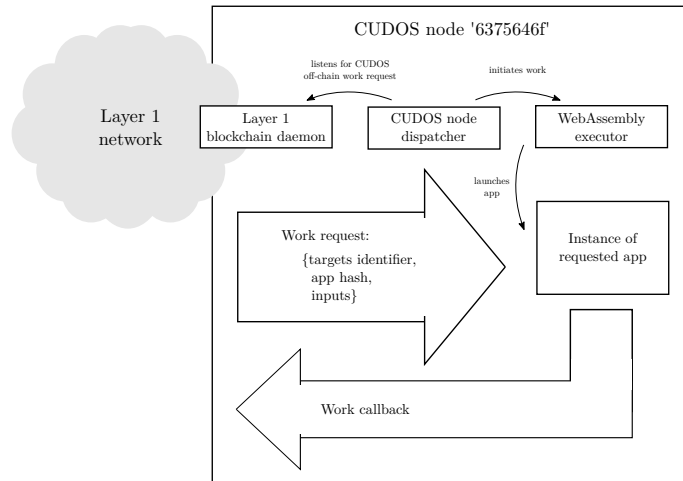 CUDOS node '6375646f'
listens for CUDOS
off-chain work request
initiates work
Layer 1
network
Layer 1
blockchain daemon
CUDOS node
dispatcher
WebAssembly
executor
launches
app
Work request:
{targets identifier,
app hash,
inputs}
Instance of
requested app
Work callback